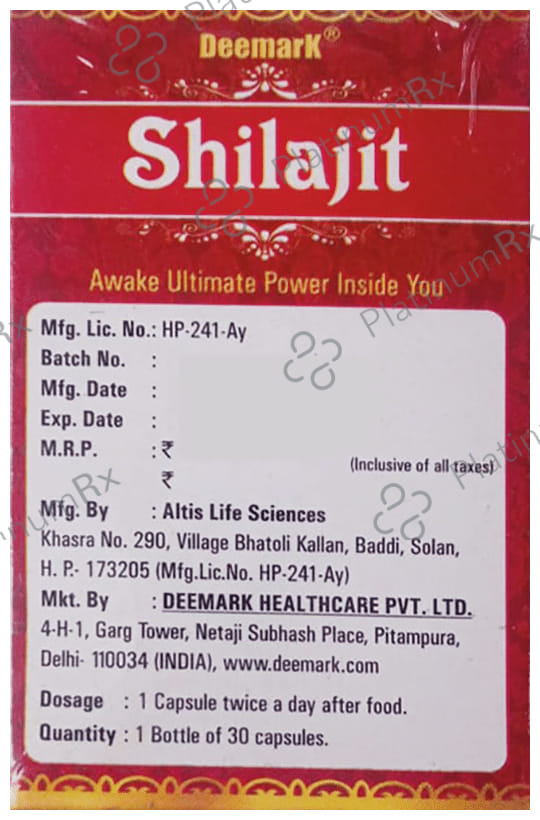 Deemark®
Shilajit
Awake Ultimate Power Inside You
Mfg. Lic. No.: HP-241-Ay
Batch No. :
Mfg. Date :
Exp. Date :
M.R.P. : ₹
(Inclusive of all taxes)
₹
Mfg. By : Altis Life Sciences
Khasra No. 290, Village Bhatoli Kallan, Baddi, Solan,
H. P.- 173205 (Mfg.Lic.No. HP-241-Ay)
Mkt. By : DEEMARK HEALTHCARE PVT. LTD.
4-H-1, Garg Tower, Netaji Subhash Place, Pitampura,
Delhi- 110034 (INDIA), www.deemark.com
Dosage : 1 Capsule twice a day after food.
Quantity : 1 Bottle of 30 capsules.
PlatinumRx
PlatinumRx
PlatinumRx
PlatinumRx